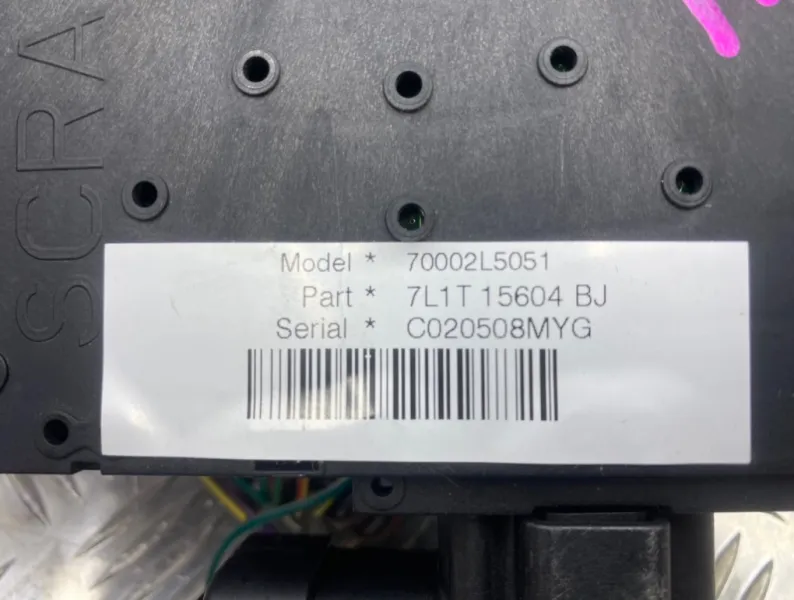 SCRA
Model * 70002L5051
Part * 7L1T 15604 BJ
Serial * C020508MYG